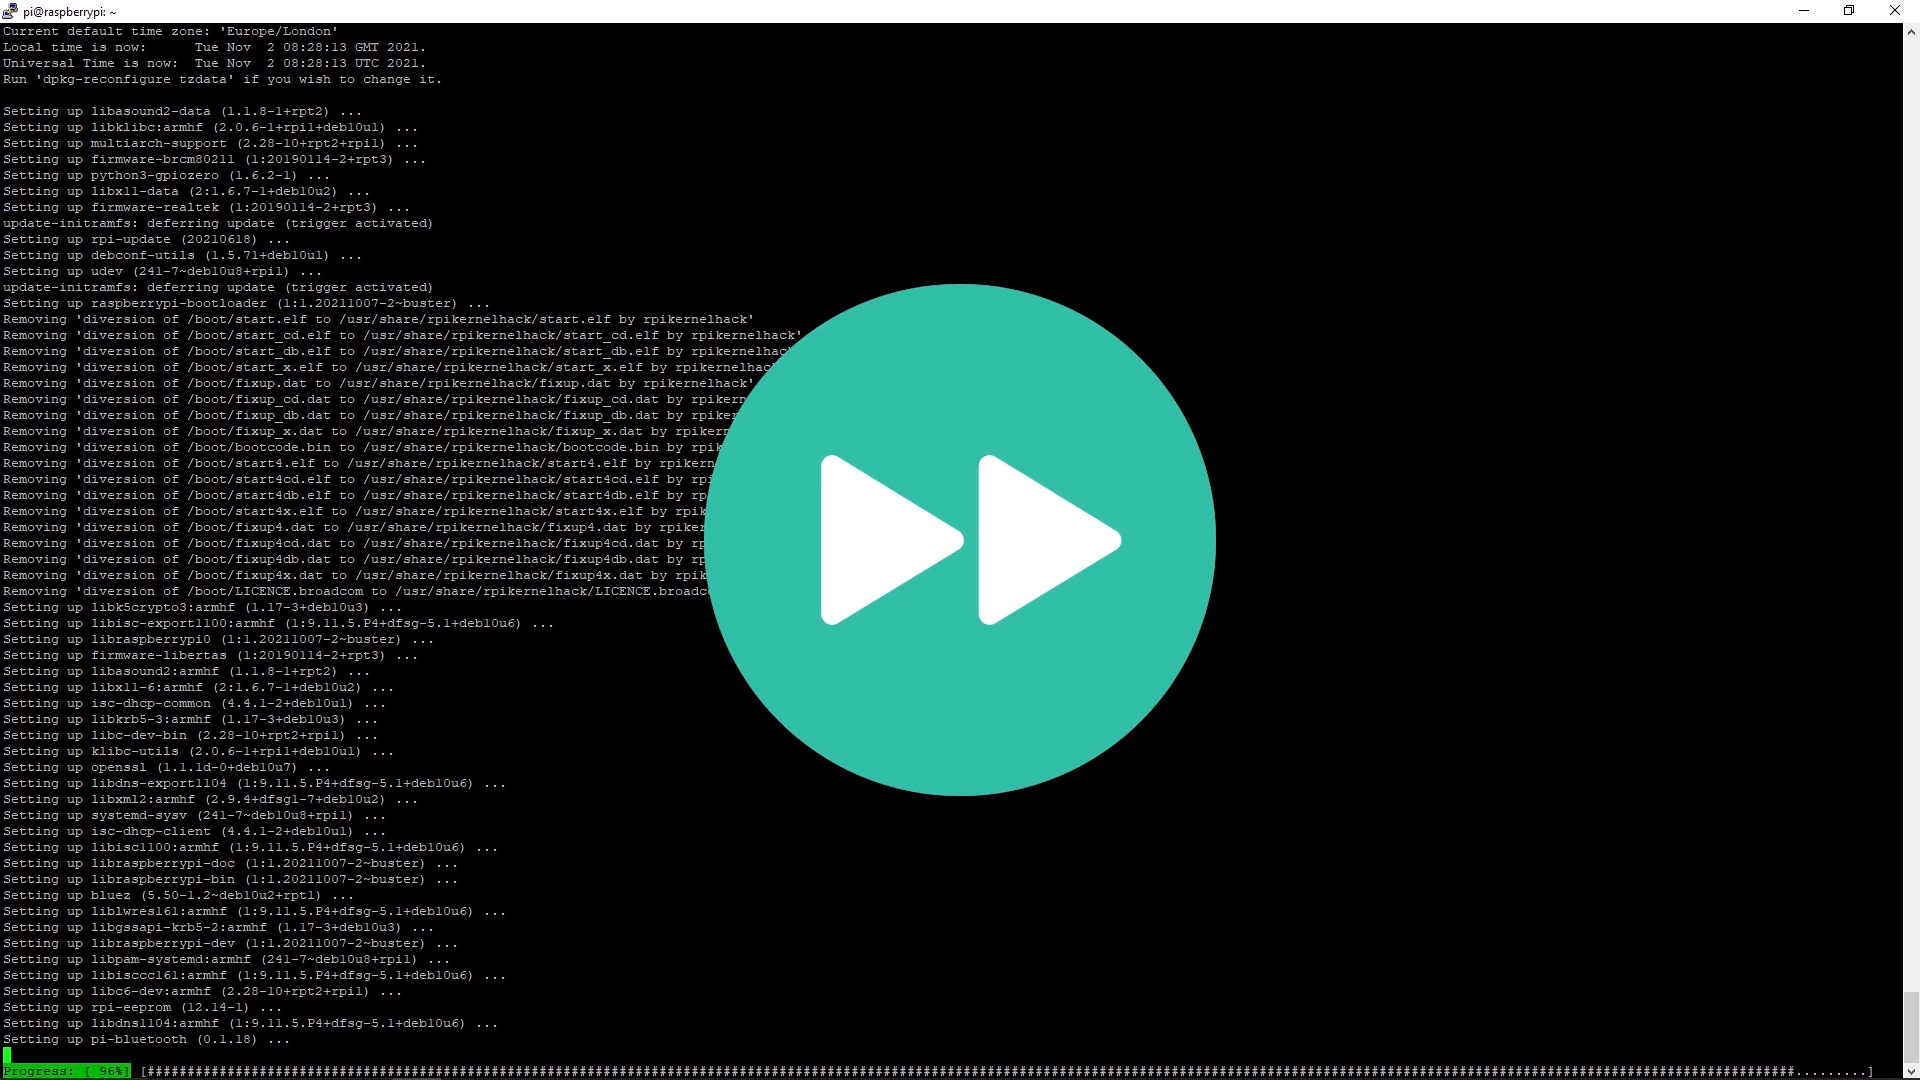 pi@raspberrypi: ~
Current default time zone: 'Europe/London'
Local time is now:      Tue Nov  2 08:28:13 GMT 2021.
Universal Time is now:  Tue Nov  2 08:28:13 UTC 2021.
Run 'dpkg-reconfigure tzdata' if you wish to change it.
Setting up libasound2-data (1.1.8-1+rpt2) ...
Setting up libklibc:armhf (2.0.6-1+rpi1+deb10u1) ...
Setting up multiarch-support (2.28-10+rpt2+rpi1) ...
Setting up firmware-brcm80211 (1:20190114-2+rpt3) ...
Setting up python3-gpiozero (1.6.2-1) ...
Setting up libx11-data (2:1.6.7-1+deb10u2) ...
Setting up firmware-realtek (1:20190114-2+rpt3) ...
update-initramfs: deferring update (trigger activated)
Setting up rpi-update (20210618) ...
Setting up debconf-utils (1.5.71+deb10u1) ...
Setting up udev (241-7~deb10u8+rpi1) ...
update-initramfs: deferring update (trigger activated)
Setting up raspberrypi-bootloader (1:1.20211007-2~buster) ...
Removing 'diversion of /boot/start.elf to /usr/share/rpikernelhack/start.elf by rpikernelhack'
Removing 'diversion of /boot/start_cd.elf to /usr/share/rpikernelhack/start_cd.elf by rpikernelhack'
Removing 'diversion of /boot/start_db.elf to /usr/share/rpikernelhack/start_db.elf by rpikernelhack
Removing 'diversion of /boot/start_x.elf to /usr/share/rpikernelhack/start_x.elf by rpikernelhac
Removing 'diversion of /boot/fixup.dat to /usr/share/rpikernelhack/fixup.dat by rpikernelhack'
Removing 'diversion of /boot/fixup_cd.dat to /usr/share/rpikernelhack/fixup_cd.dat by rpikern
Removing 'diversion of /boot/fixup_db.dat to /usr/share/rpikernelhack/fixup_db.dat by rpiker
Removing 'diversion of /boot/fixup_x.dat to /usr/share/rpikernelhack/fixup_x.dat by rpikern
Removing 'diversion of /boot/bootcode.bin to /usr/share/rpikernelhack/bootcode.bin by rpik
Removing 'diversion of /boot/start4.elf to /usr/share/rpikernelhack/start4.elf by rpikern
Removing 'diversion of /boot/start4cd.elf to /usr/share/rpikernelhack/start4cd.elf by rpi
Removing 'diversion of /boot/start4db.elf to /usr/share/rpikernelhack/start4db.elf by rp
Removing 'diversion of /boot/start4x.elf to /usr/share/rpikernelhack/start4x.elf by rpik
Removing 'diversion of /boot/fixup4.dat to /usr/share/rpikernelhack/fixup4.dat by rpiker
Removing 'diversion of /boot/fixup4cd.dat to /usr/share/rpikernelhack/fixup4cd.dat by rp
Removing 'diversion of /boot/fixup4db.dat to /usr/share/rpikernelhack/fixup4db.dat by rp
Removing 'diversion of /boot/fixup4x.dat to /usr/share/rpikernelhack/fixup4x.dat by rpik
Removing 'diversion of /boot/LICENCE.broadcom to /usr/share/rpikernelhack/LICENCE.broadc
Setting up libk5crypto3:armhf (1.17-3+deb10u3) ...
Setting up libisc-export1100:armhf (1:9.11.5.P4+dfsg-5.1+deb10u6) ...
Setting up libraspberrypi0 (1:1.20211007-2~buster) ...
Setting up firmware-libertas (1:20190114-2+rpt3) ...
Setting up libasound2:armhf (1.1.8-1+rpt2) ...
Setting up libx11-6:armhf (2:1.6.7-1+deb10u2) ...
Setting up isc-dhcp-common (4.4.1-2+deb10u1) ...
Setting up libkrb5-3:armhf (1.17-3+deb10u3) ...
Setting up libc-dev-bin (2.28-10+rpt2+rpi1) ...
Setting up klibc-utils (2.0.6-1+rpi1+deb10u1) ...
Setting up openssl (1.1.1d-0+deb10u7) ...
Setting up libdns-export1104 (1:9.11.5.P4+dfsg-5.1+deb10u6) ...
Setting up libxml2:armhf (2.9.4+dfsg1-7+deb10u2) ...
Setting up systemd-sysv (241-7~deb10u8+rpi1) ...
Setting up isc-dhcp-client (4.4.1-2+deb10u1) ...
Setting up libisc1100:armhf (1:9.11.5.P4+dfsg-5.1+deb10u6) ...
Setting up libraspberrypi-doc (1:1.20211007-2~buster) ...
Setting up libraspberrypi-bin (1:1.20211007-2~buster) ...
Setting up bluez (5.50-1.2~deb10u2+rpt1) ...
Setting up liblwres161:armhf (1:9.11.5.P4+dfsg-5.1+deb10u6) ...
Setting up libgssapi-krb5-2:armhf (1.17-3+deb10u3) ...
Setting up libraspberrypi-dev (1:1.20211007-2~buster) ...
Setting up libpam-systemd:armhf (241-7~deb10u8+rpi1) ...
Setting up libisccc161:armhf (1:9.11.5.P4+dfsg-5.1+deb10u6) ...
Setting up libc6-dev:armhf (2.28-10+rpt2+rpi1) ...
Setting up rpi-eeprom (12.14-1) ...
Setting up libdns1104:armhf (1:9.11.5.P4+dfsg-5.1+deb10u6) ...
Setting up pi-bluetooth (0.1.18) ...
Progress: [ 96%] [##############################################################################################################################################################################################################.........]